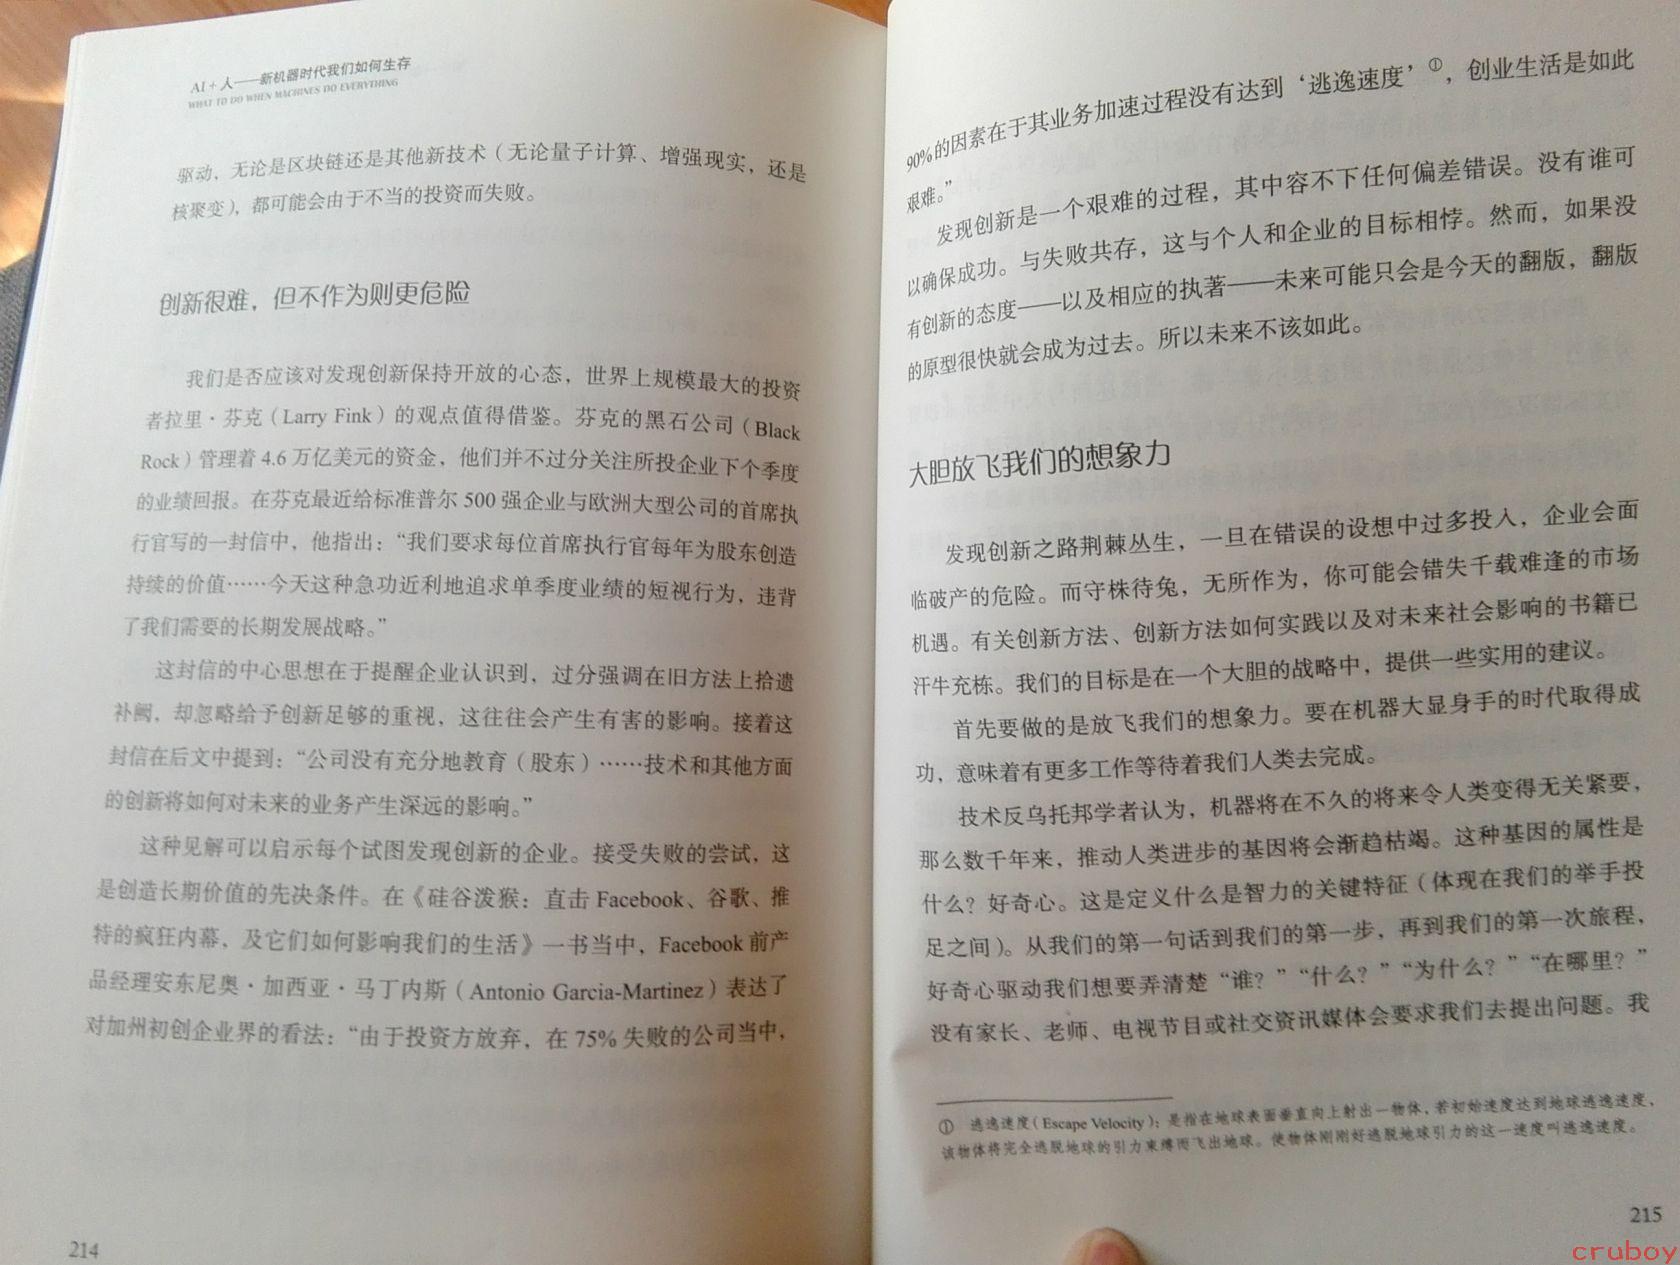 AI + 人——新机器时代我们如何生存
WHAT TO DO WHEN MACHINES DO EVERYTHING
驱动，无论是区块链还是其他新技术（无论量子计算、增强现实，还是
核聚变），都可能会由于不当的投资而失败。
创新很难，但不作为则更危险
我们是否应该对发现创新保持开放的心态，世界上规模最大的投资
者拉里·芬克（Larry Fink）的观点值得借鉴。芬克的黑石公司（Black
Rock）管理着 4.6 万亿美元的资金，他们并不过分关注所投企业下个季度
的业绩回报。在芬克最近给标准普尔 500 强企业与欧洲大型公司的首席执
行官写的一封信中，他指出：“我们要求每位首席执行官每年为股东创造
持续的价值……今天这种急功近利地追求单季度业绩的短视行为，违背
了我们需要的长期发展战略。”
这封信的中心思想在于提醒企业认识到，过分强调在旧方法上拾遗
补阙，却忽略给予创新足够的重视，这往往会产生有害的影响。接着这
封信在后文中提到：“公司没有充分地教育（股东）……技术和其他方面
的创新将如何对未来的业务产生深远的影响。”
这种见解可以启示每个试图发现创新的企业。接受失败的尝试，这
是创造长期价值的先决条件。在《硅谷泼猴：直击 Facebook、谷歌、推
特的疯狂内幕，及它们如何影响我们的生活》一书当中，Facebook 前产
品经理安东尼奥·加西亚·马丁内斯（Antonio Garcia-Martinez）表达了
对加州初创企业界的看法：“由于投资方放弃，在 75% 失败的公司当中，
214
90%的因素在于其业务加速过程没有达到‘逃逸速度’①，创业生活是如此
艰难。”
发现创新是一个艰难的过程，其中容不下任何偏差错误。没有谁可
以确保成功。与失败共存，这与个人和企业的目标相悖。然而，如果没
有创新的态度——以及相应的执著——未来可能只会是今天的翻版，翻版
的原型很快就会成为过去。所以未来不该如此。
大胆放飞我们的想象力
发现创新之路荆棘丛生，一旦在错误的设想中过多投入，企业会面
临破产的危险。而守株待兔，无所作为，你可能会错失千载难逢的市场
机遇。有关创新方法、创新方法如何实践以及对未来社会影响的书籍已
汗牛充栋。我们的目标是在一个大胆的战略中，提供一些实用的建议。
首先要做的是放飞我们的想象力。要在机器大显身手的时代取得成
功，意味着有更多工作等待着我们人类去完成。
技术反乌托邦学者认为，机器将在不久的将来令人类变得无关紧要，
那么数千年来，推动人类进步的基因将会渐趋枯竭。这种基因的属性是
什么？好奇心。这是定义什么是智力的关键特征（体现在我们的举手投
足之间）。从我们的第一句话到我们的第一步，再到我们的第一次旅程，
好奇心驱动我们想要弄清楚“谁？”“什么？”“为什么？”“在哪里？”
没有家长、老师、电视节目或社交资讯媒体会要求我们去提出问题。我
① 逃逸速度（Escape Velocity）：是指在地球表面垂直向上射出一物体，若初始速度达到地球逃逸速度，
该物体将完全逃脱地球的引力束缚而飞出地球。使物体刚刚好逃脱地球引力的这一速度叫逃逸速度。
215
cruboy